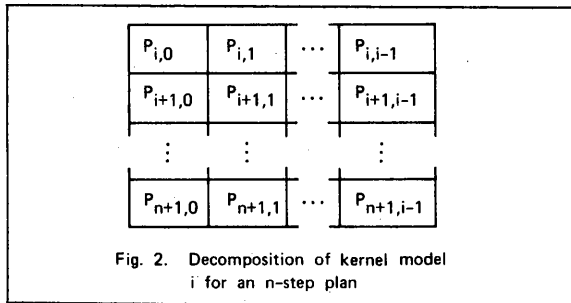 P_{i,0} P_{i,1} ... P_{i,i-1}
P_{i+1,0} P_{i+1,1} ... P_{i+1,i-1}
⋮ ⋮ ⋮
P_{n+1,0} P_{n+1,1} ... P_{n+1,i-1}
Fig. 2. Decomposition of kernel model
i for an n-step plan